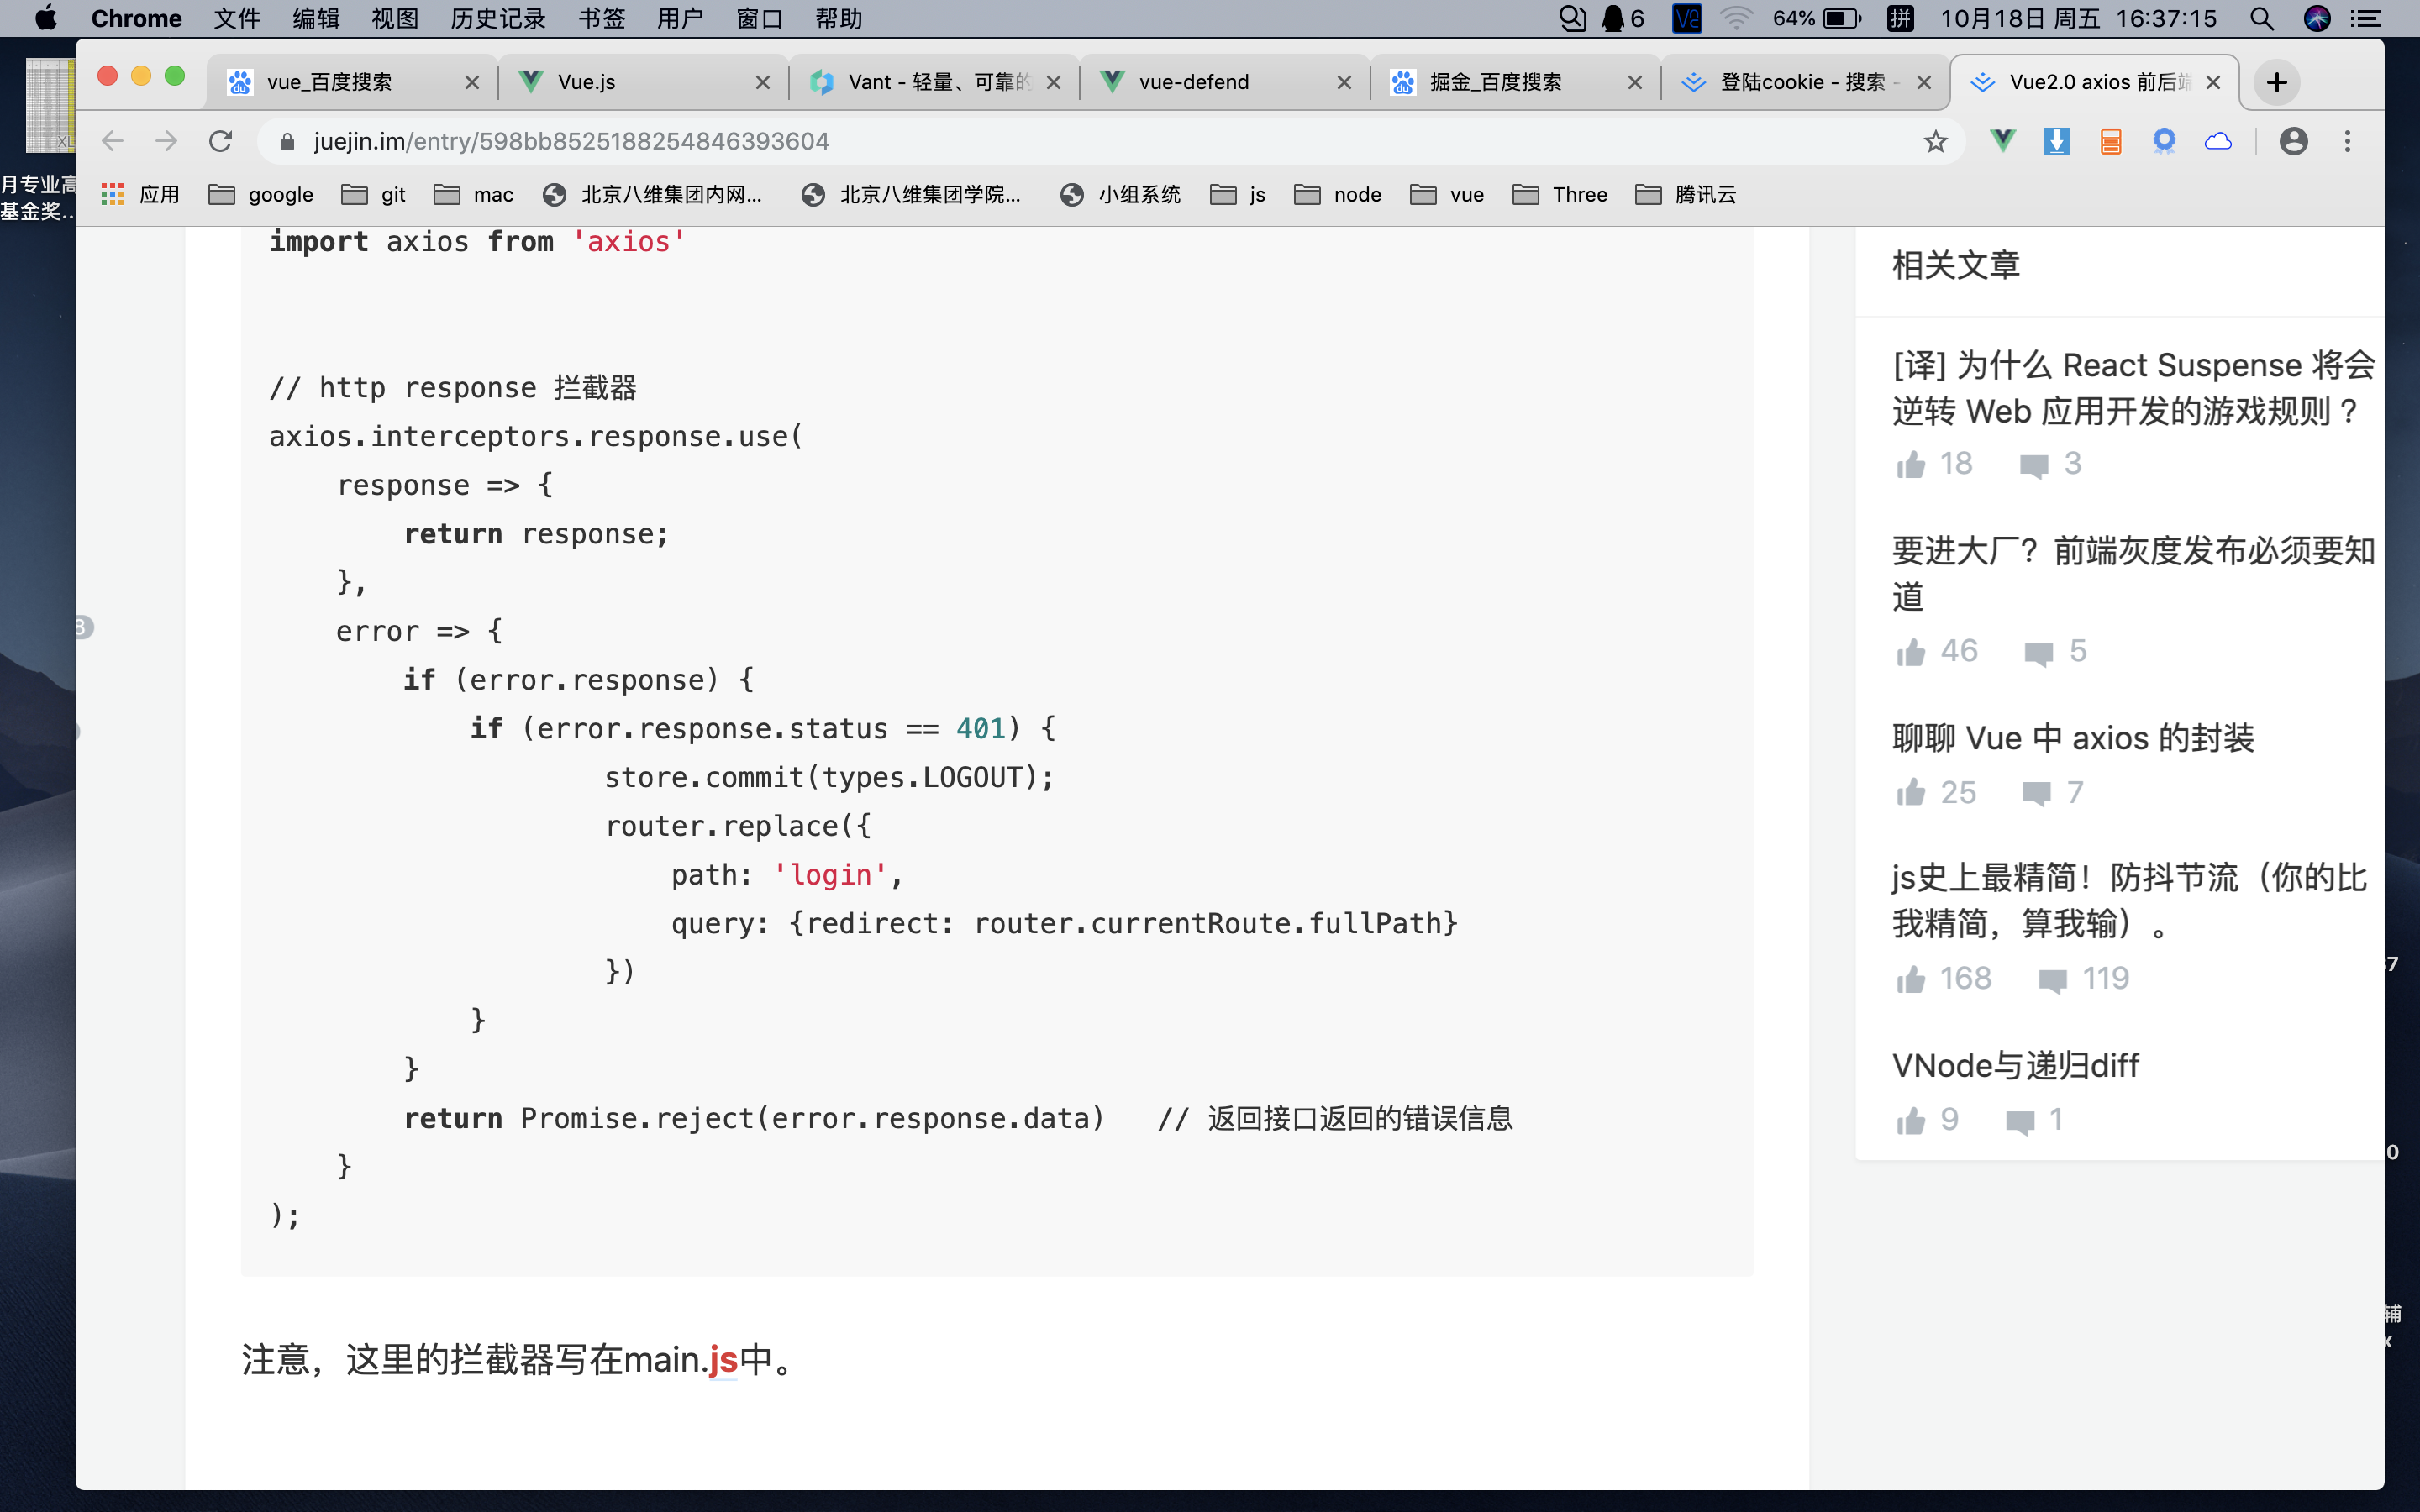 Chrome 文件 编辑 视图 历史记录 书签 用户 窗口 帮助 6 64% 拼 10月18日 周五 16:37:15
vue_百度搜索 Vue.js Vant - 轻量、可靠的 vue-defend 掘金_百度搜索 登陆cookie - 搜索 - Vue2.0 axios 前后端
juejin.im/entry/598bb8525188254846393604
应用 google git mac 北京八维集团内网... 北京八维集团学院... 小组系统 js node vue Three 腾讯云
月专业高
基金奖...
import axios from 'axios'
// http response 拦截器
axios.interceptors.response.use(
response => {
return response;
},
error => {
if (error.response) {
if (error.response.status == 401) {
store.commit(types.LOGOUT);
router.replace({
path: 'login',
query: {redirect: router.currentRoute.fullPath}
})
}
}
return Promise.reject(error.response.data) // 返回接口返回的错误信息
}
);
注意，这里的拦截器写在main.js中。
相关文章
[译] 为什么 React Suspense 将会
逆转 Web 应用开发的游戏规则？
18 3
要进大厂？前端灰度发布必须要知
道
46 5
聊聊 Vue 中 axios 的封装
25 7
js史上最精简！防抖节流（你的比
我精简，算我输）。
168 119
VNode与递归diff
9 1